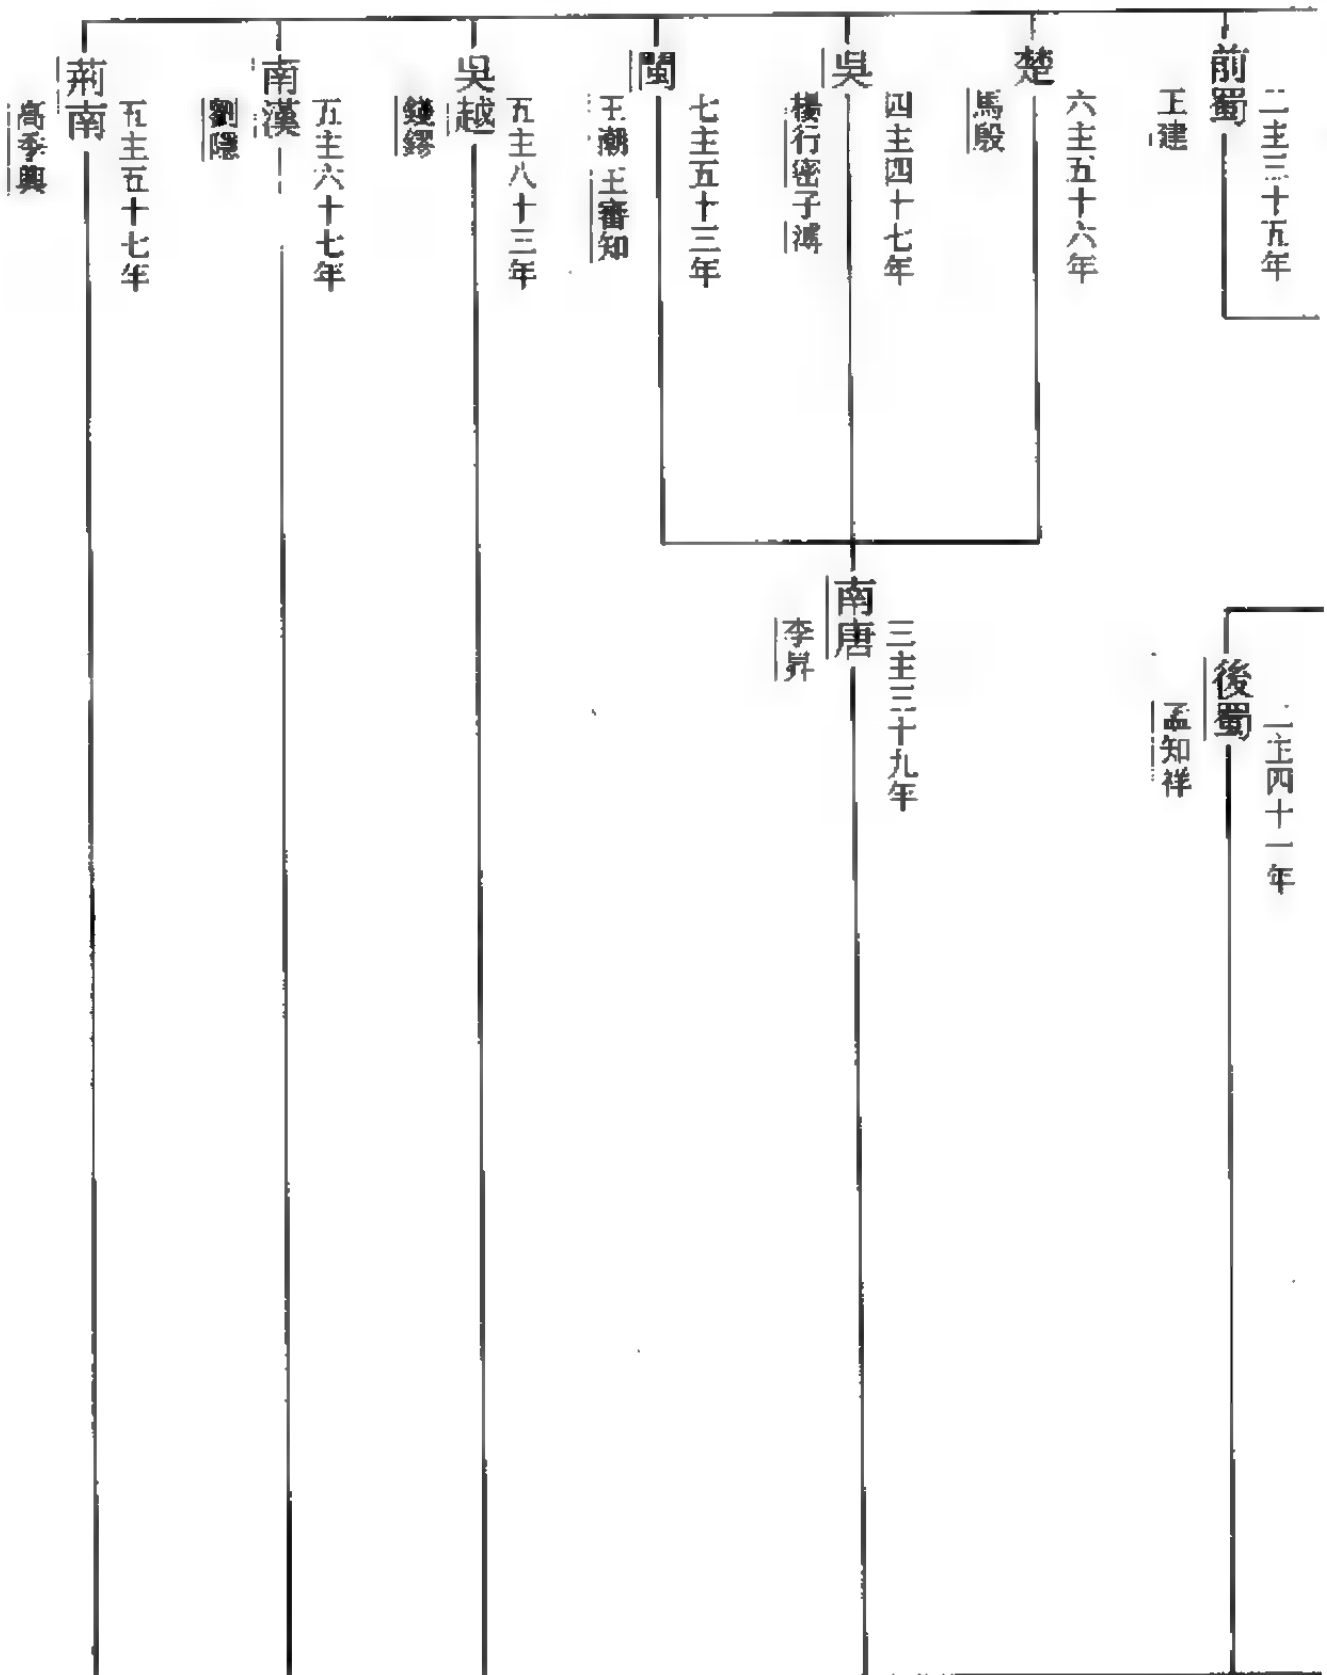 二主三十五年
前蜀
王建
六主五十六年
楚
馬殷
四主四十七年
吳
楊行密子溥
七主五十三年
閩
王潮 王審知
五主八十三年
吳越
錢鏐
五主六十七年
南漢
劉隱
五主五十七年
荊南
高季興
二主四十一年
後蜀
孟知祥
三主三十九年
南唐
李昇